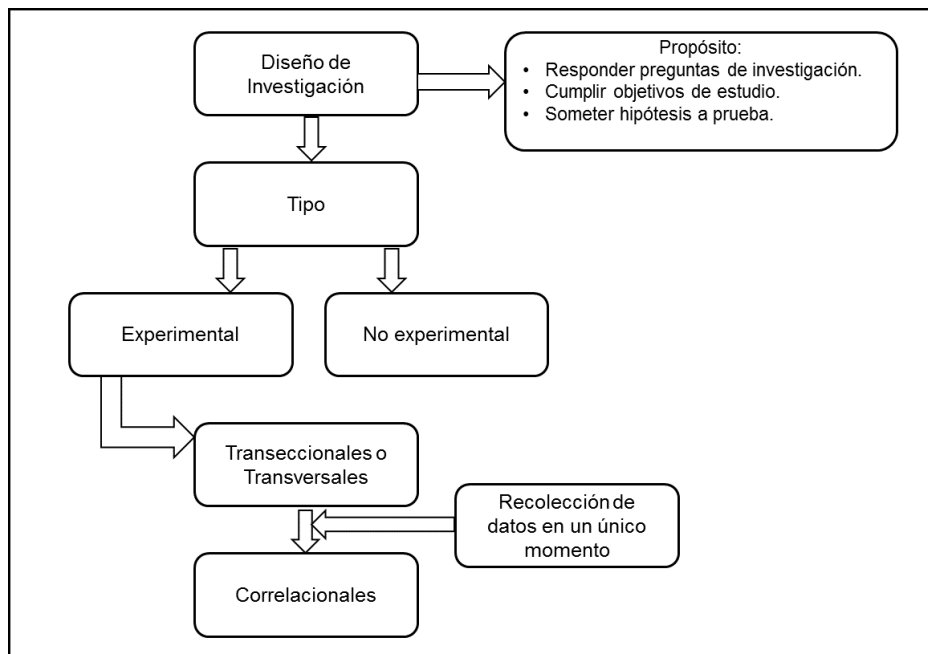 Diseño de
Investigación
Propósito:
• Responder preguntas de investigación.
• Cumplir objetivos de estudio.
• Someter hipótesis a prueba.
Tipo
Experimental
No experimental
Transeccionales o
Transversales
Recolección de
datos en un único
momento
Correlacionales